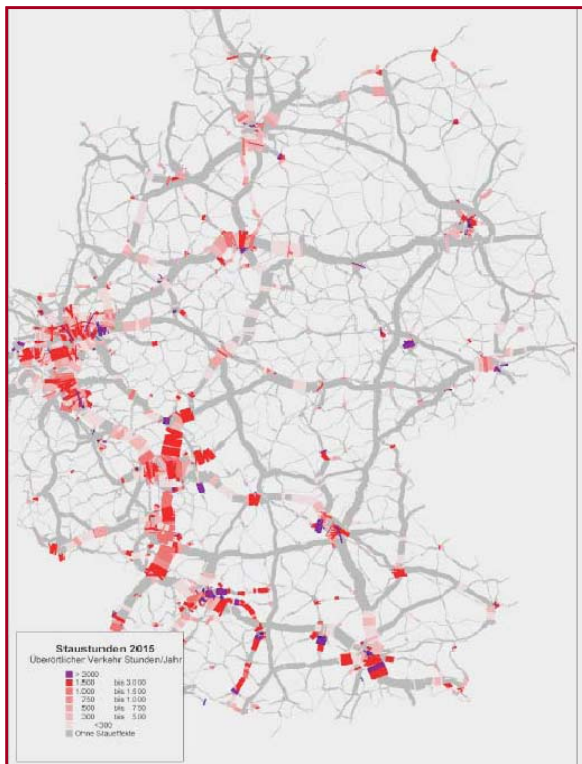 Staustunden 2015
Überörtlicher Verkehr Stunden/Jahr
> 3000
1.500 bis 3.000
1.000 bis 1.500
750 bis 1.000
500 bis 750
300 bis 500
<300
Ohne Staueffekte